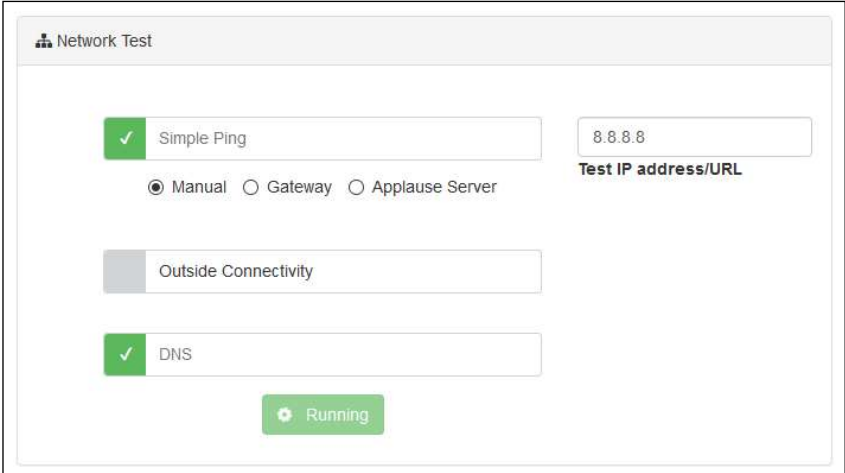 Network Test
Simple Ping
8.8.8.8
Test IP address/URL
Manual Gateway Applause Server
Outside Connectivity
DNS
Running